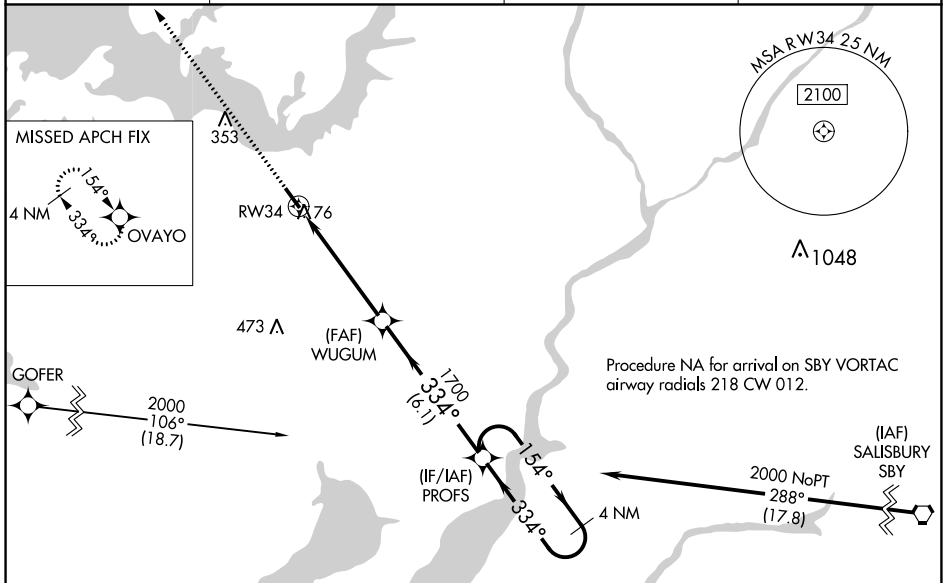 MSA RW34 25 NM
2100
353
MISSED APCH FIX
154°
4 NM
334°
OVAYO
RW34
76
1048
473
(FAF)
WUGUM
Procedure NA for arrival on SBY VORTAC
airway radials 218 CW 012.
GOFER
2000
106°
(18.7)
1700
334°
(6.1)
(IF/IAF)
PROFS
154°
334°
4 NM
(IAF)
SALISBURY
SBY
2000 NoPT
288°
(17.8)